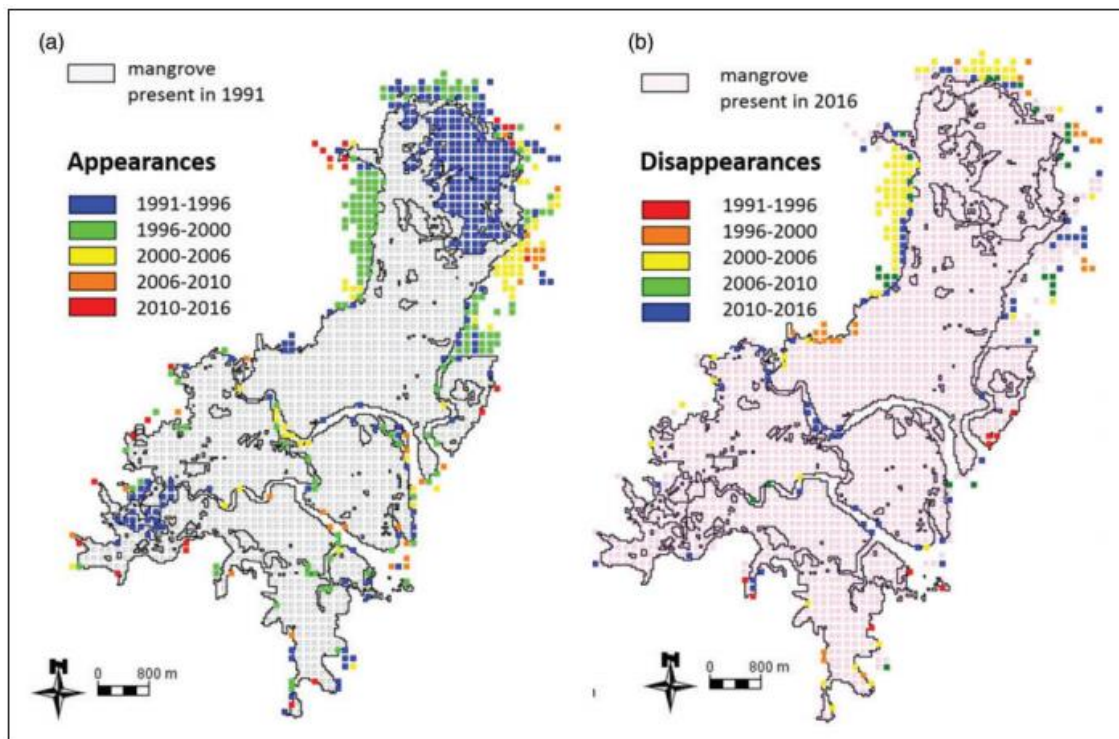 (a)
mangrove
present in 1991
Appearances
1991-1996
1996-2000
2000-2006
2006-2010
2010-2016
N
0 800 m
(b)
mangrove
present in 2016
Disappearances
1991-1996
1996-2000
2000-2006
2006-2010
2010-2016
N
0 800 m